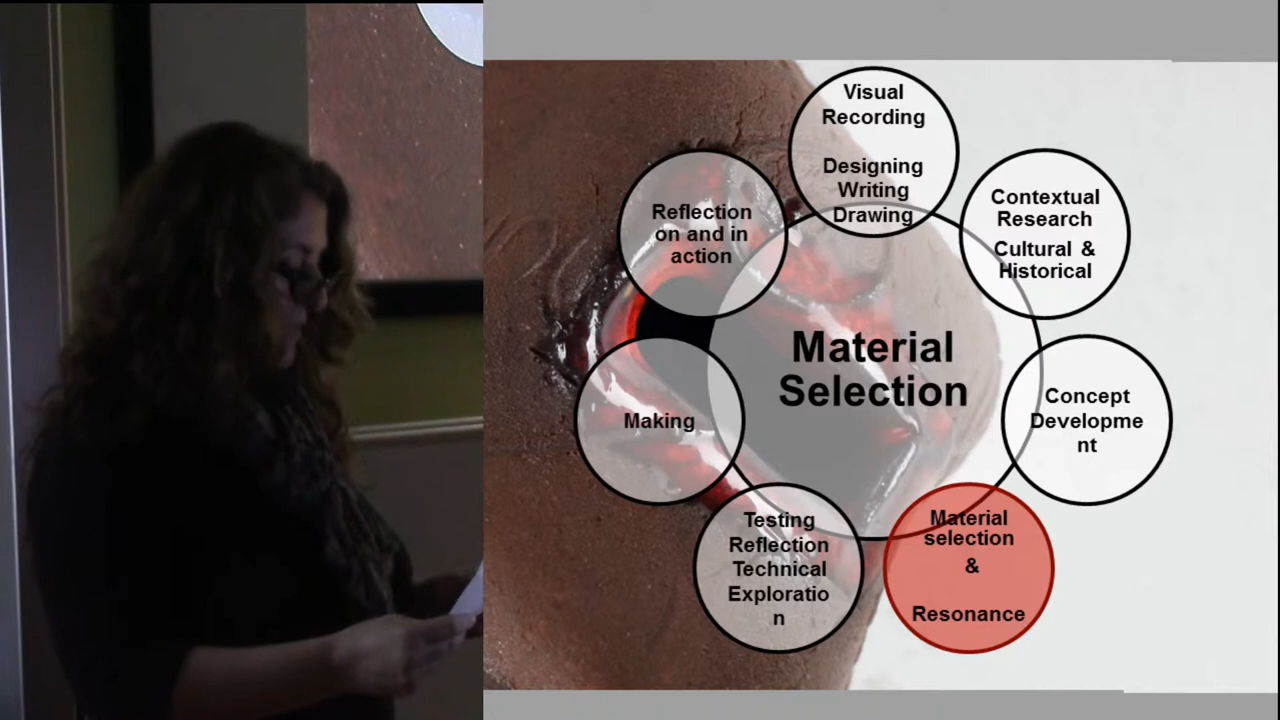 Visual
Recording
Designing
Writing
Drawing
Contextual
Research
Cultural &
Historical
Concept
Developme
nt
Material
selection
&
Resonance
Testing
Reflection
Technical
Exploratio
n
Making
Reflection
on and in
action
Material
Selection